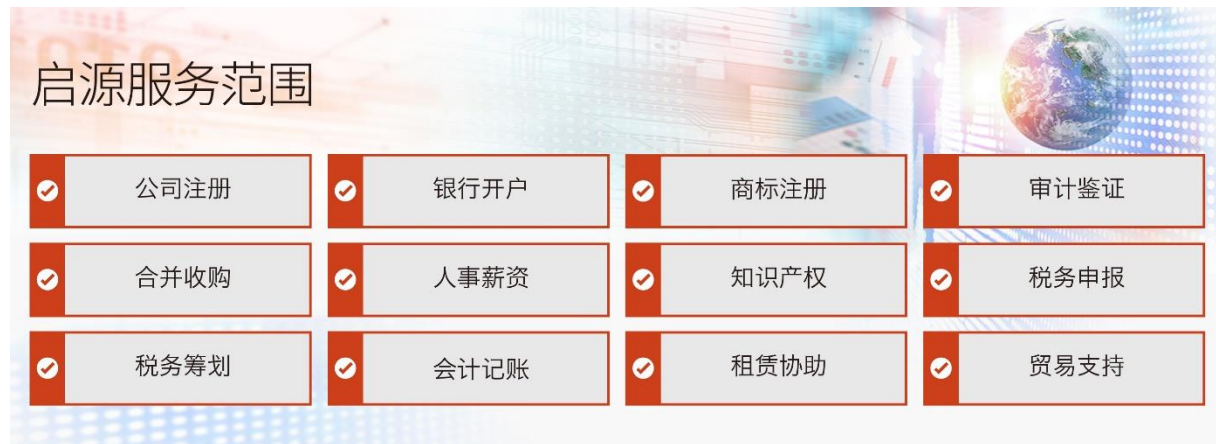 启源服务范围
公司注册
银行开户
商标注册
审计鉴证
合并收购
人事薪资
知识产权
税务申报
税务筹划
会计记账
租赁协助
贸易支持